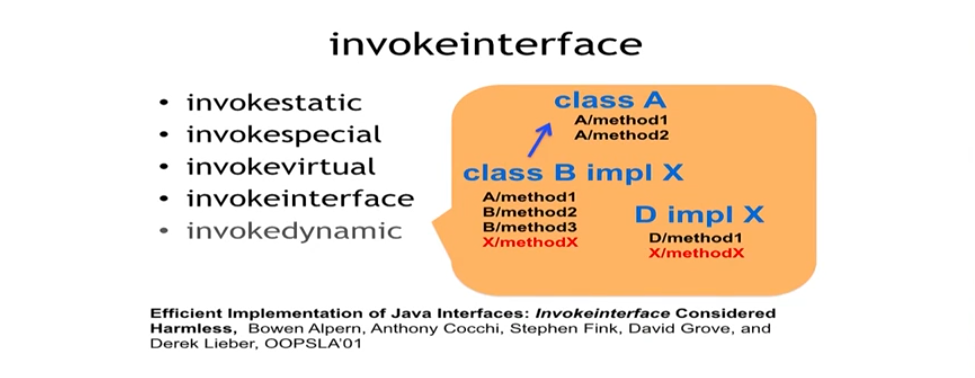 invokeinterface
• invokestatic
• invokespecial
• invokevirtual
• invokeinterface
• invokedynamic
class A
A/method1
A/method2
class B impl X
A/method1
B/method2
B/method3
X/methodX
D impl X
D/method1
X/methodX
Efficient Implementation of Java Interfaces: Invokeinterface Considered
Harmless, Bowen Alpern, Anthony Cocchi, Stephen Fink, David Grove, and
Derek Lieber, OOPSLA'01